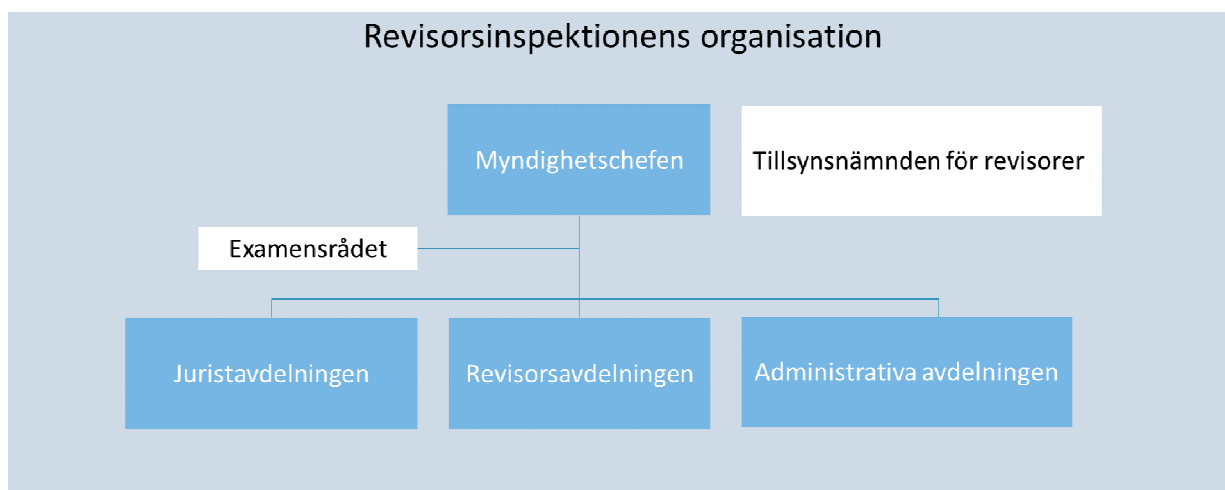 Revisorsinspektionens organisation
Myndighetschefen
Tillsynsnämnden för revisorer
Examensrådet
Juristavdelningen
Revisorsavdelningen
Administrativa avdelningen